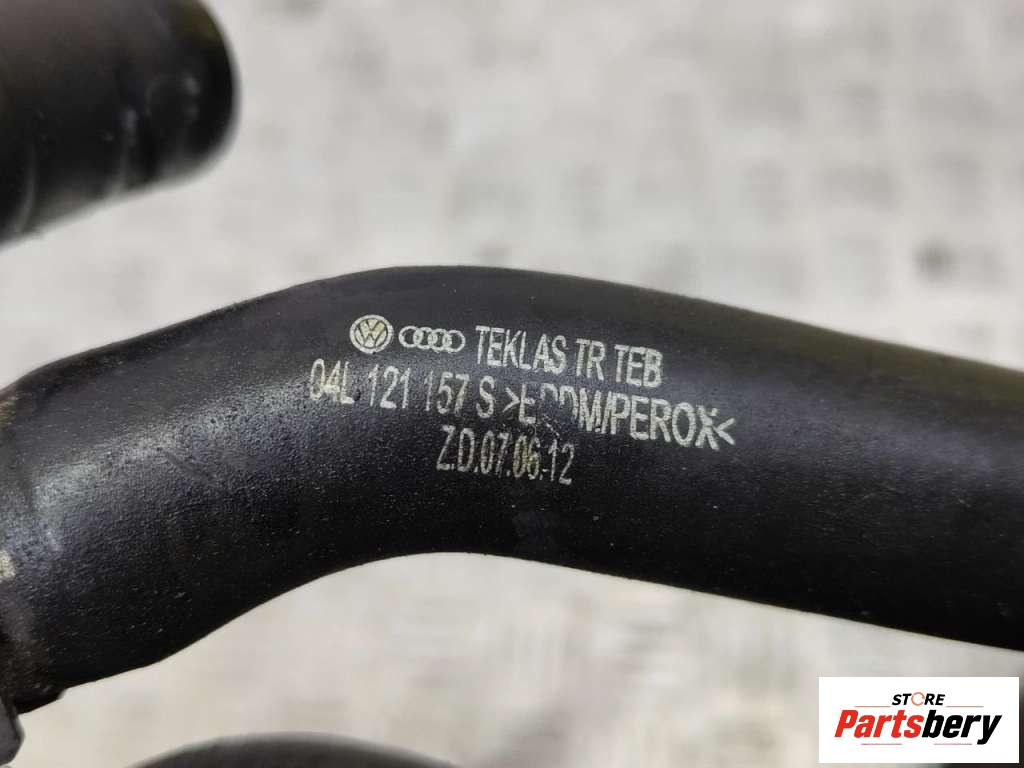 TEKLAS TR TEB
04L 121 157 S >EPDM/PEROX<
Z.D.07.06.12
STORE
Partsbery